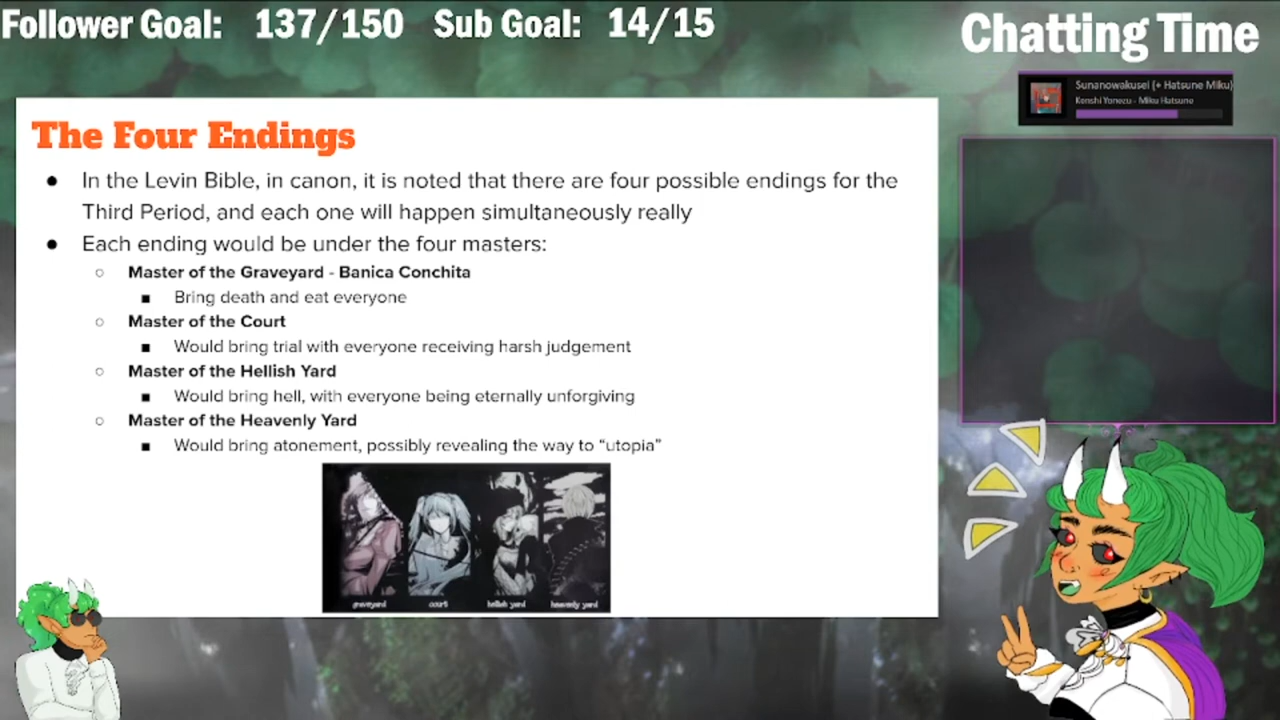 Follower Goal: 137/150 Sub Goal: 14/15
Chatting Time
Sunanowakusei (+ Hatsune Miku)
Kenshi Yonezu - Miku Hatsune
The Four Endings
● In the Levin Bible, in canon, it is noted that there are four possible endings for the
Third Period, and each one will happen simultaneously really
● Each ending would be under the four masters:
○ Master of the Graveyard - Banica Conchita
■ Bring death and eat everyone
○ Master of the Court
■ Would bring trial with everyone receiving harsh judgement
○ Master of the Hellish Yard
■ Would bring hell, with everyone being eternally unforgiving
○ Master of the Heavenly Yard
■ Would bring atonement, possibly revealing the way to “utopia”
graveyard court hellish yard heavenly yard